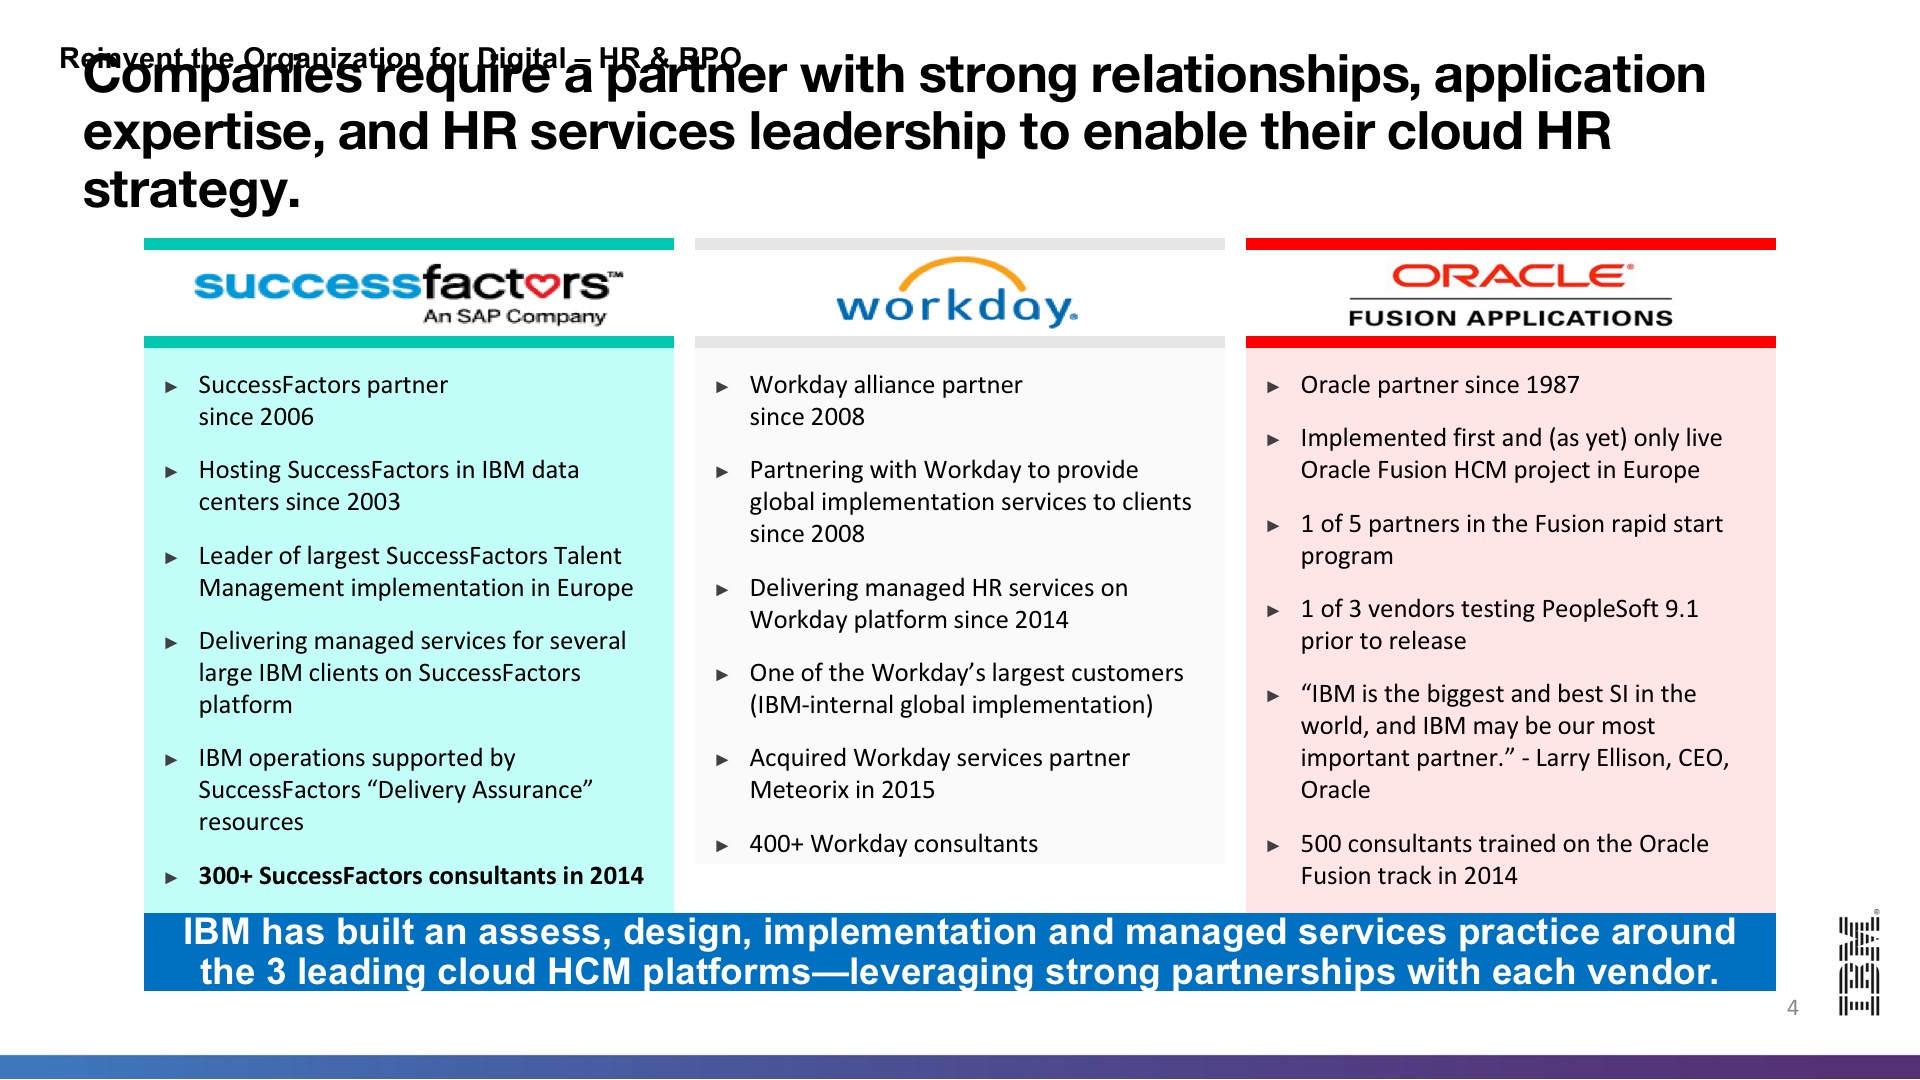 Reinvent the Organization for Digital – HR & RPO
Companies require a partner with strong relationships, application
expertise, and HR services leadership to enable their cloud HR
strategy.
successfactors™
An SAP Company
► SuccessFactors partner
since 2006
► Hosting SuccessFactors in IBM data
centers since 2003
► Leader of largest SuccessFactors Talent
Management implementation in Europe
► Delivering managed services for several
large IBM clients on SuccessFactors
platform
► IBM operations supported by
SuccessFactors “Delivery Assurance”
resources
► 300+ SuccessFactors consultants in 2014
workday®
► Workday alliance partner
since 2008
► Partnering with Workday to provide
global implementation services to clients
since 2008
► Delivering managed HR services on
Workday platform since 2014
► One of the Workday’s largest customers
(IBM-internal global implementation)
► Acquired Workday services partner
Meteorix in 2015
► 400+ Workday consultants
ORACLE®
FUSION APPLICATIONS
► Oracle partner since 1987
► Implemented first and (as yet) only live
Oracle Fusion HCM project in Europe
► 1 of 5 partners in the Fusion rapid start
program
► 1 of 3 vendors testing PeopleSoft 9.1
prior to release
► “IBM is the biggest and best SI in the
world, and IBM may be our most
important partner.” - Larry Ellison, CEO,
Oracle
► 500 consultants trained on the Oracle
Fusion track in 2014
IBM has built an assess, design, implementation and managed services practice around
the 3 leading cloud HCM platforms—leveraging strong partnerships with each vendor.
4
IBM®